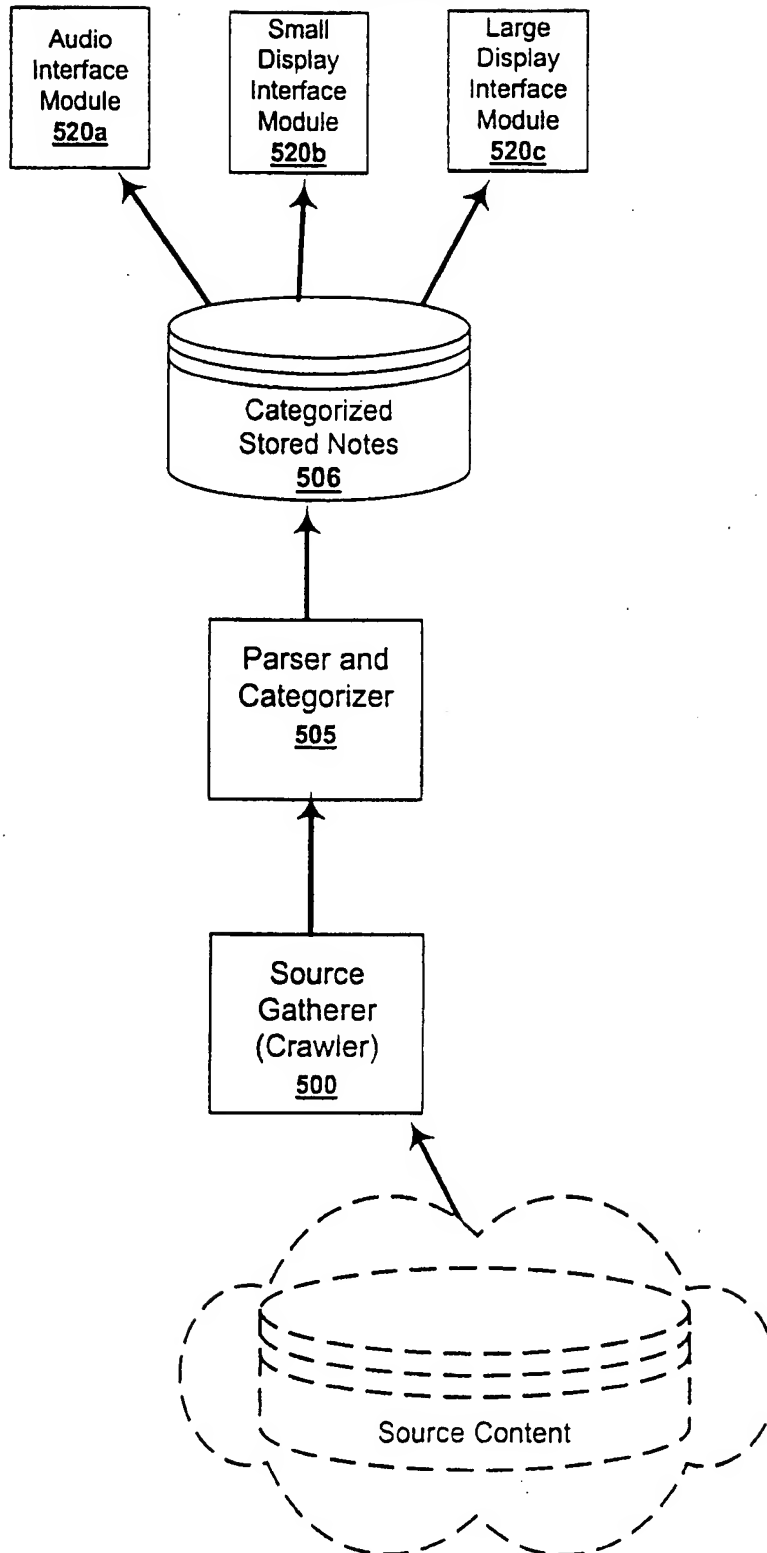 Audio
Interface
Module
520a
Small
Display
Interface
Module
520b
Large
Display
Interface
Module
520c
Categorized
Stored Notes
506
Parser and
Categorizer
505
Source
Gatherer
(Crawler)
500
Source Content